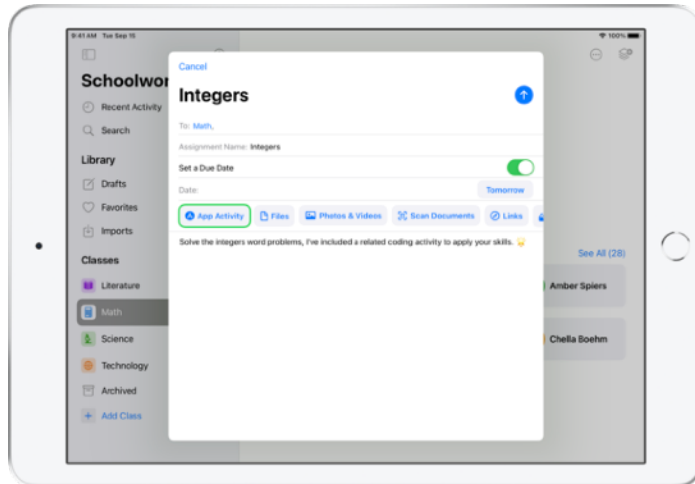 9:41 AM Tue Sep 15
100%
Schoolwor
Recent Activity
Search
Library
Drafts
Favorites
Imports
Classes
Literature
Math
Science
Technology
Archived
Add Class
Cancel
Integers
To: Math,
Assignment Name: Integers
Set a Due Date
Date: Tomorrow
App Activity Files Photos & Videos Scan Documents Links
Solve the integers word problems, I've included a related coding activity to apply your skills.
See All (28)
Amber Spiers
Chella Boehm